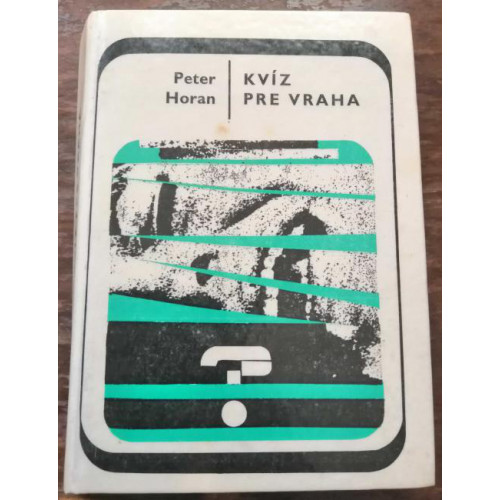 Peter
Horan
KVÍZ
PRE VRAHA
?